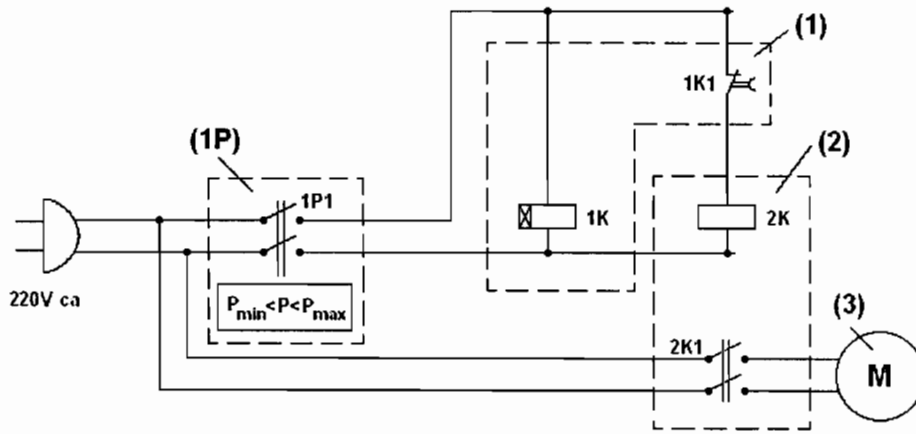 (1)
1K1
(1P)
(2)
1P1
1K
2K
220V ca
Pmin<P<Pmax
(3)
2K1
M